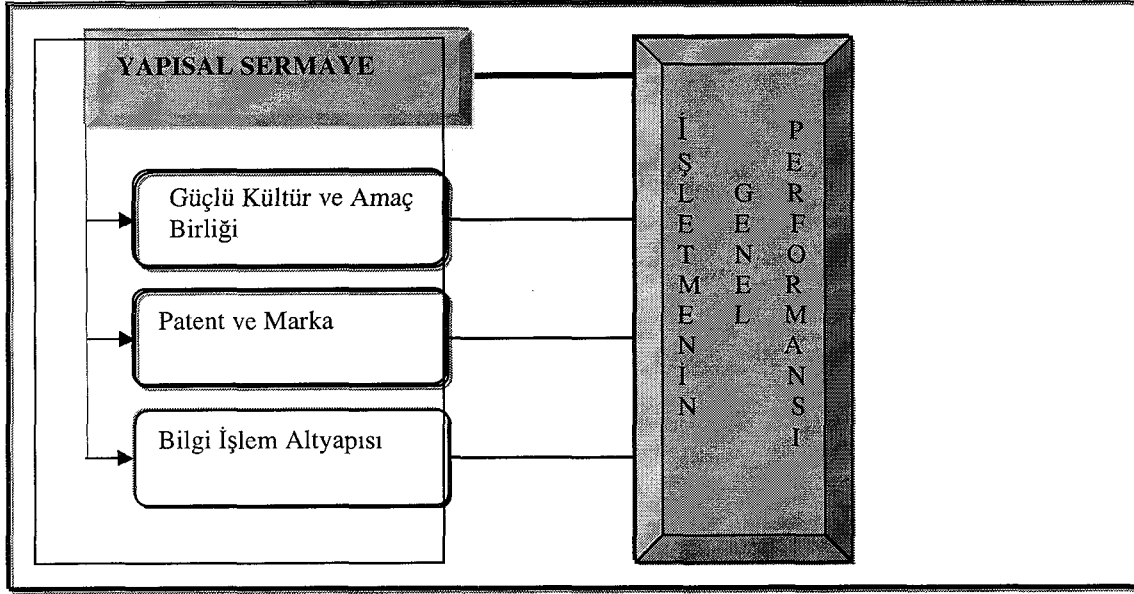 YAPISAL SERMAYE
Güçlü Kültür ve Amaç
Birliği
Patent ve Marka
Bilgi İşlem Altyapısı
İŞLETMENİN
GENEL
PERFORMANSI